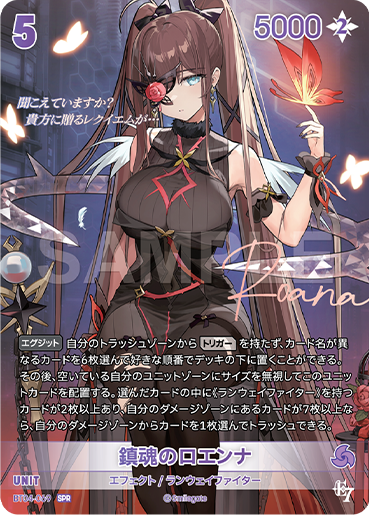 5
5000
2
聞こえていますか？
貴方に贈るレクイエムが…
SAMPLE
Roana
エグジット 自分のトラッシュゾーンから トリガー を持たず、カード名が異
なるカードを6枚選んで好きな順番でデッキの下に置くことができる。
その後、空いている自分のユニットゾーンにサイズを無視してこのユニ
ットカードを配置する。選んだカードの中に《ランウェイファイター》を持つ
カードが2枚以上あり、自分のダメージゾーンにあるカードが7枚以上な
ら、自分のダメージゾーンからカードを1枚選んでトラッシュできる。
鎮魂のロエンナ
UNIT
エフェクト / ランウェイファイター
SPR
©Smilegate